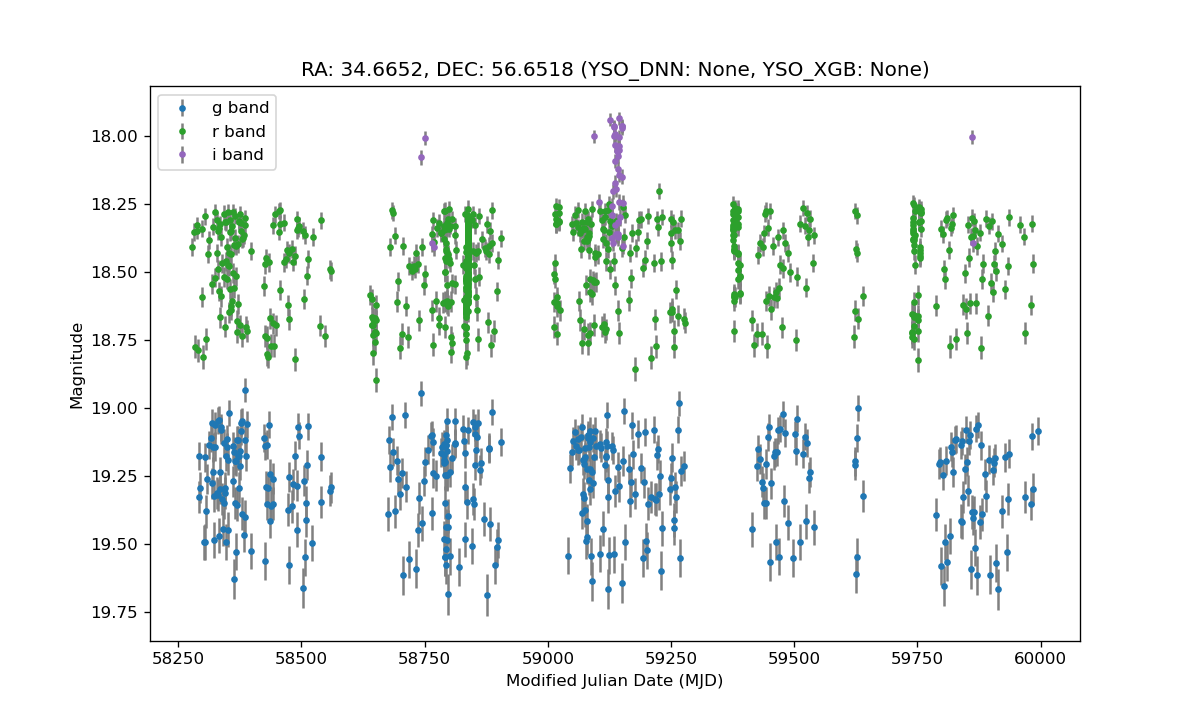 RA: 34.6652, DEC: 56.6518 (YSO_DNN: None, YSO_XGB: None)
g band
r band
i band
18.00
18.25
18.50
18.75
19.00
19.25
19.50
19.75
Magnitude
58250 58500 58750 59000 59250 59500 59750 60000
Modified Julian Date (MJD)